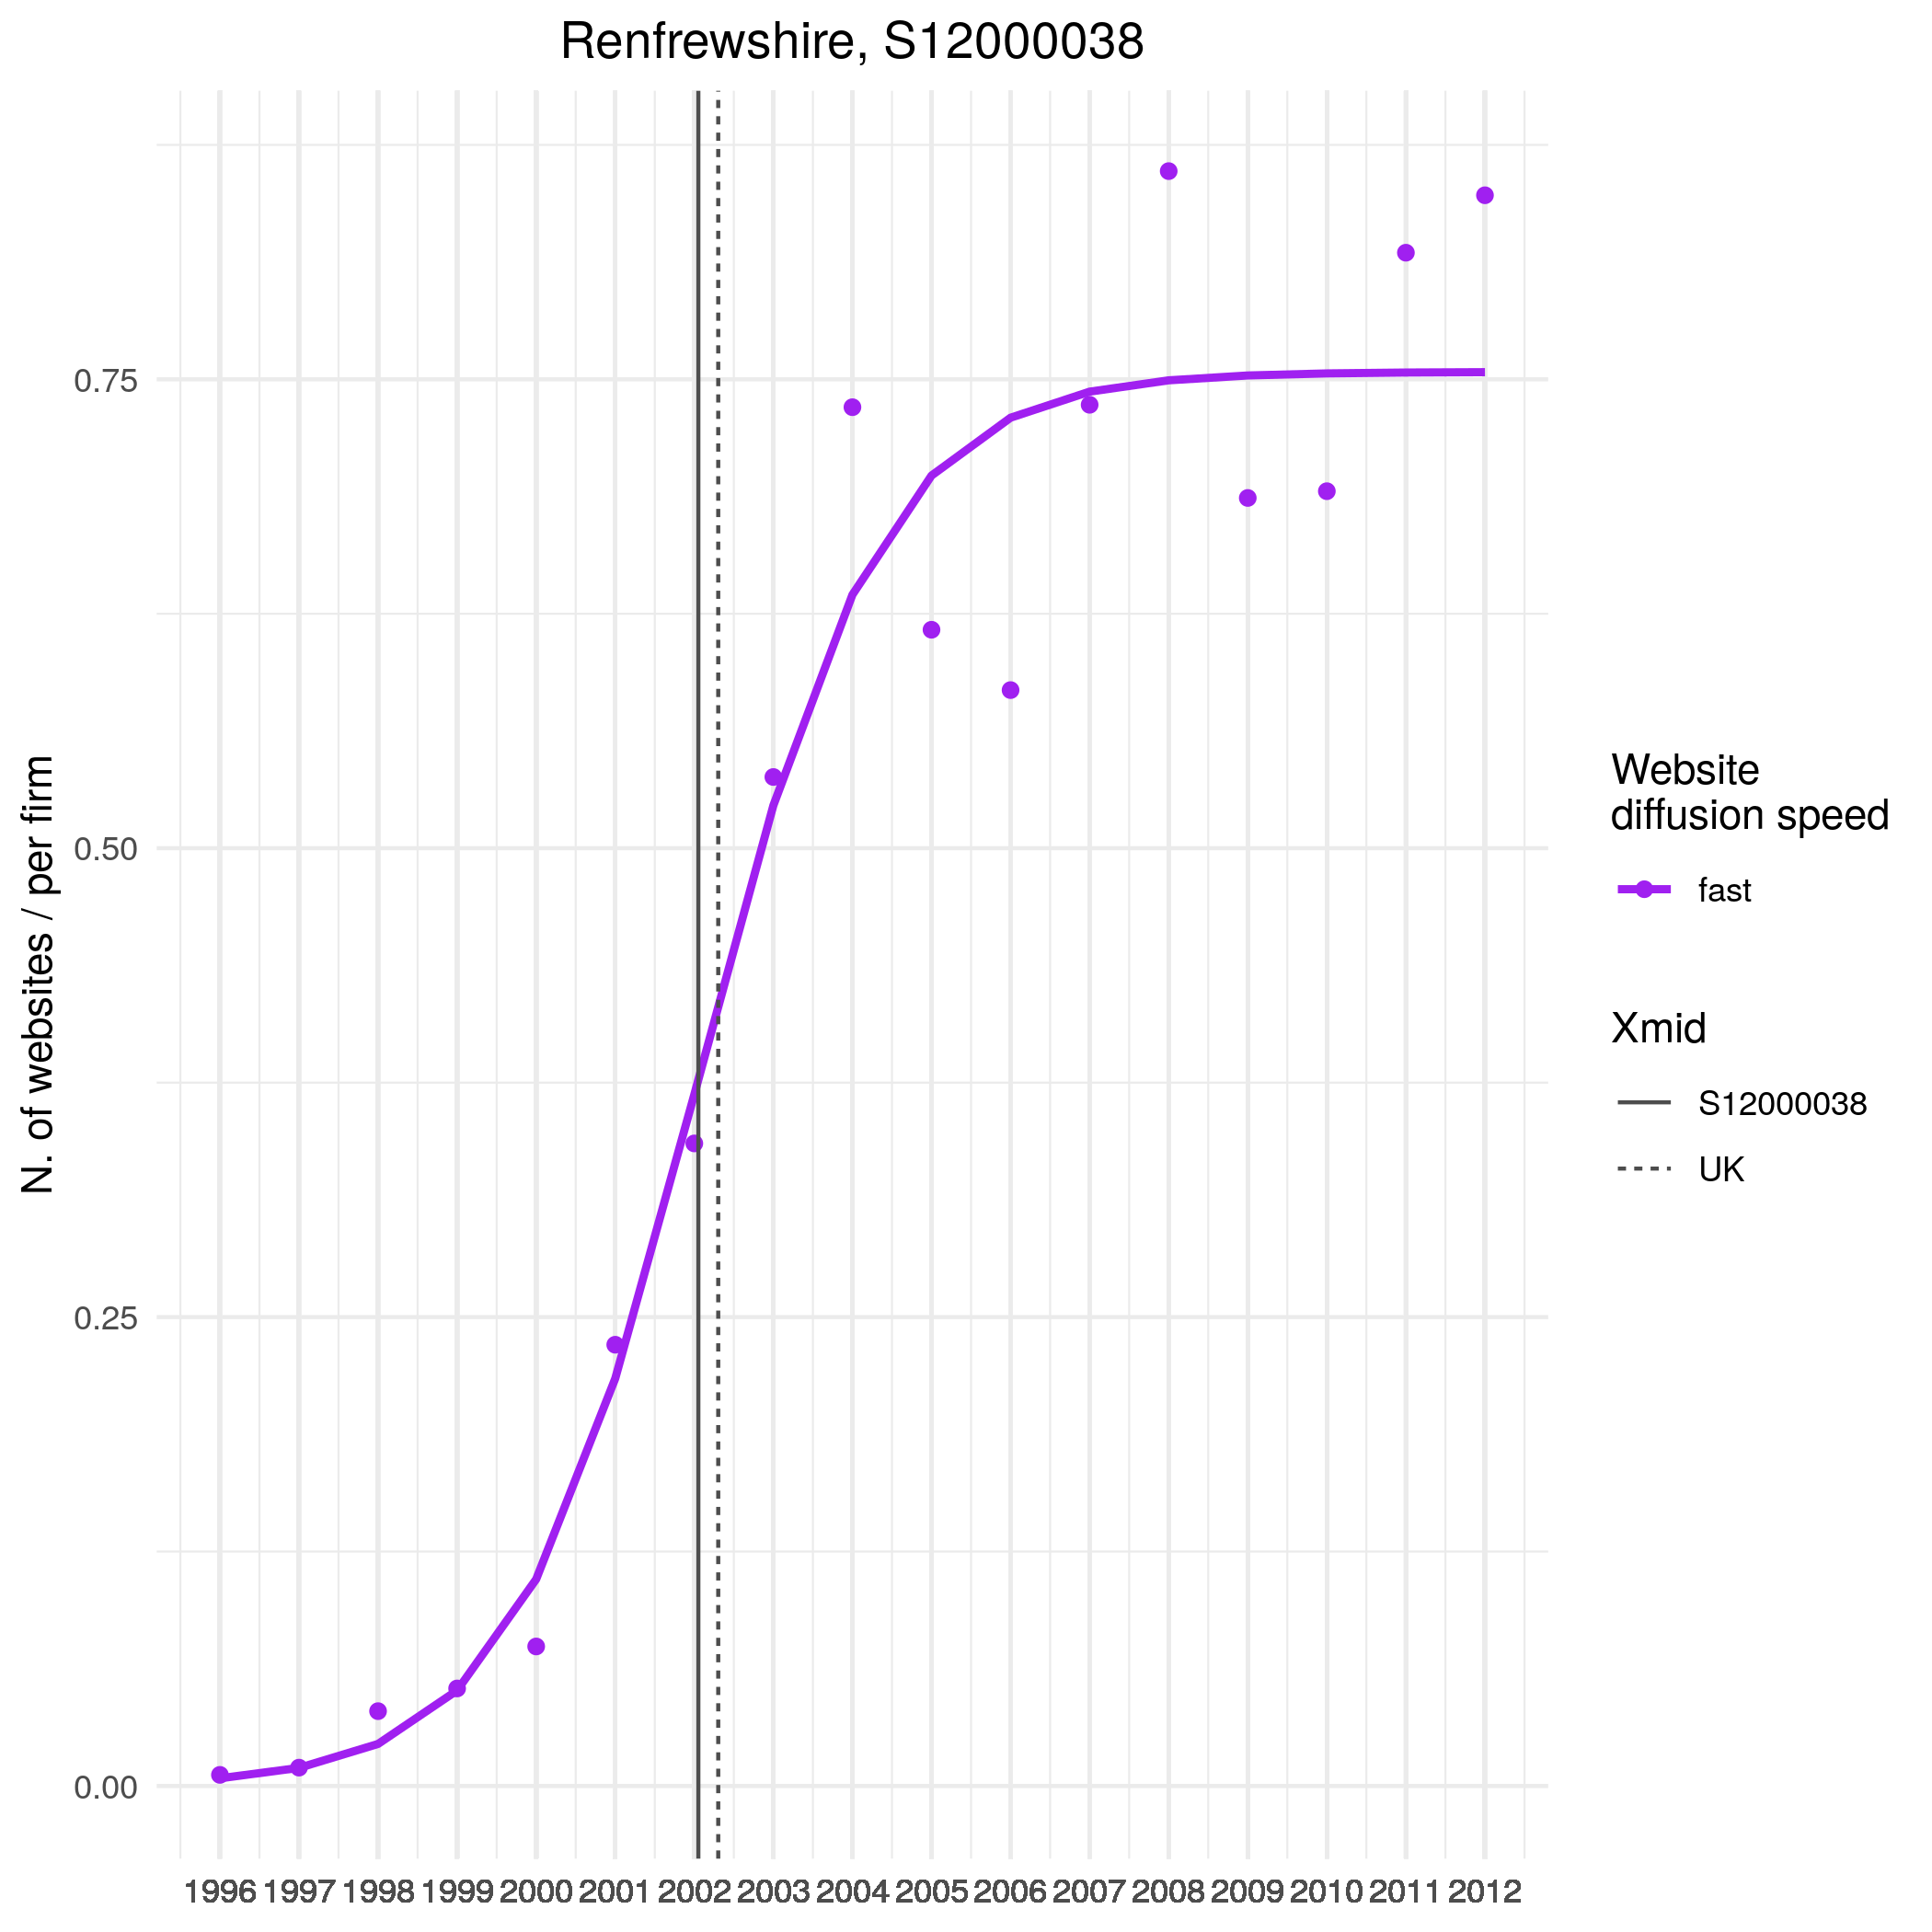 Renfrewshire, S12000038
N. of websites / per firm
0.75
0.50
0.25
0.00
1996 1997 1998 1999 2000 2001 2002 2003 2004 2005 2006 2007 2008 2009 2010 2011 2012
Website
diffusion speed
fast
Xmid
S12000038
UK